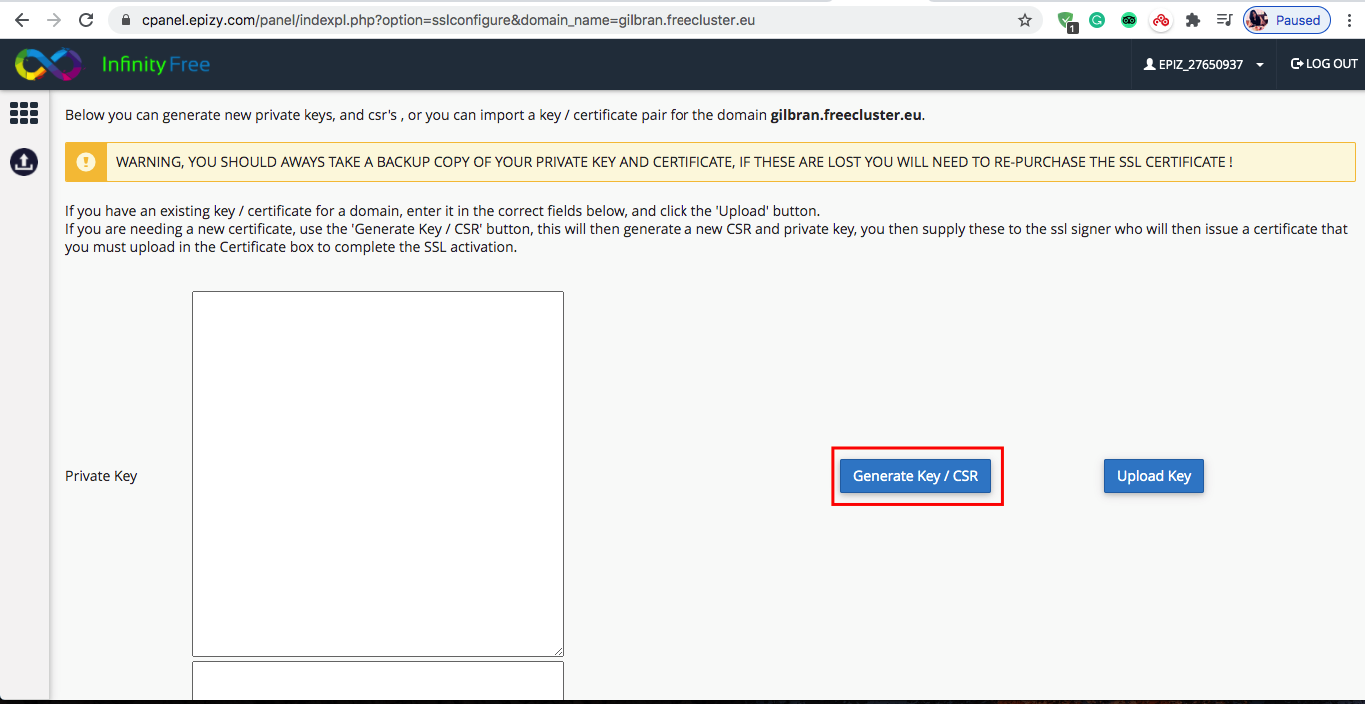 cpanel.epizy.com/panel/indexpl.php?option=sslconfigure&domain_name=gilbran.freecluster.eu
1
Paused
InfinityFree
EPIZ_27650937
LOG OUT
Below you can generate new private keys, and csr's , or you can import a key / certificate pair for the domain gilbran.freecluster.eu.
WARNING, YOU SHOULD AWAYS TAKE A BACKUP COPY OF YOUR PRIVATE KEY AND CERTIFICATE, IF THESE ARE LOST YOU WILL NEED TO RE-PURCHASE THE SSL CERTIFICATE !
If you have an existing key / certificate for a domain, enter it in the correct fields below, and click the 'Upload' button.
If you are needing a new certificate, use the 'Generate Key / CSR' button, this will then generate a new CSR and private key, you then supply these to the ssl signer who will then issue a certificate that
you must upload in the Certificate box to complete the SSL activation.
Private Key
Generate Key / CSR
Upload Key